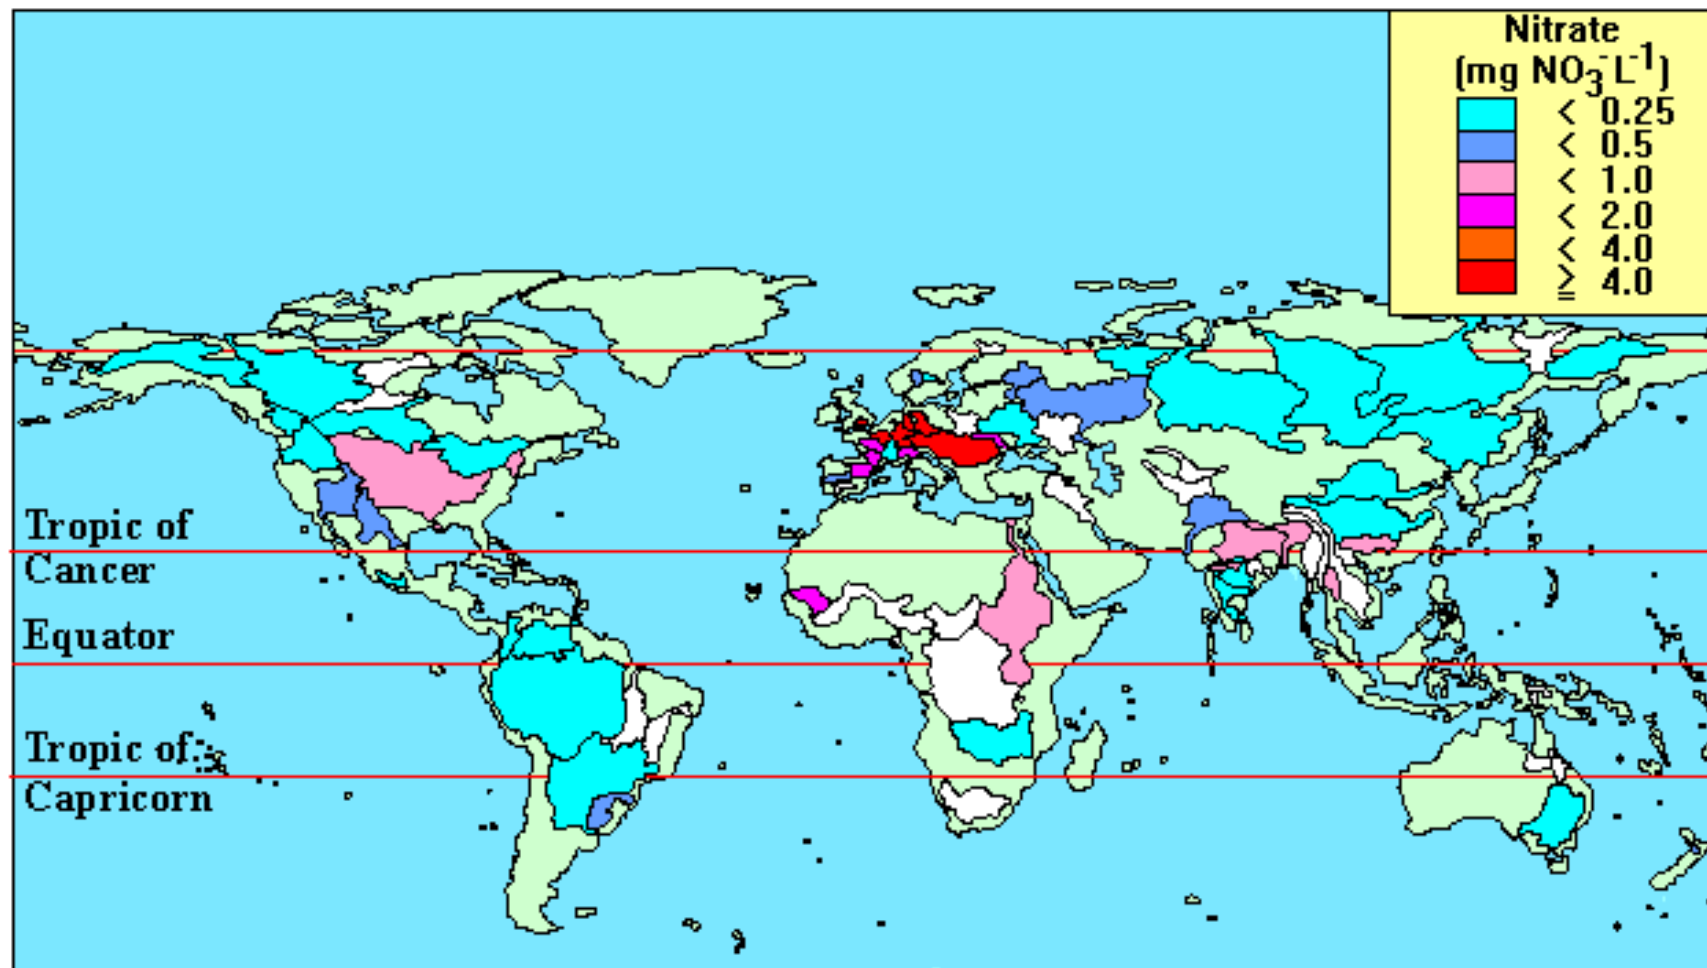 Nitrate
(mg NO₃⁻L⁻¹)
< 0.25
< 0.5
< 1.0
< 2.0
< 4.0
≧ 4.0
Tropic of
Cancer
Equator
Tropic of
Capricorn